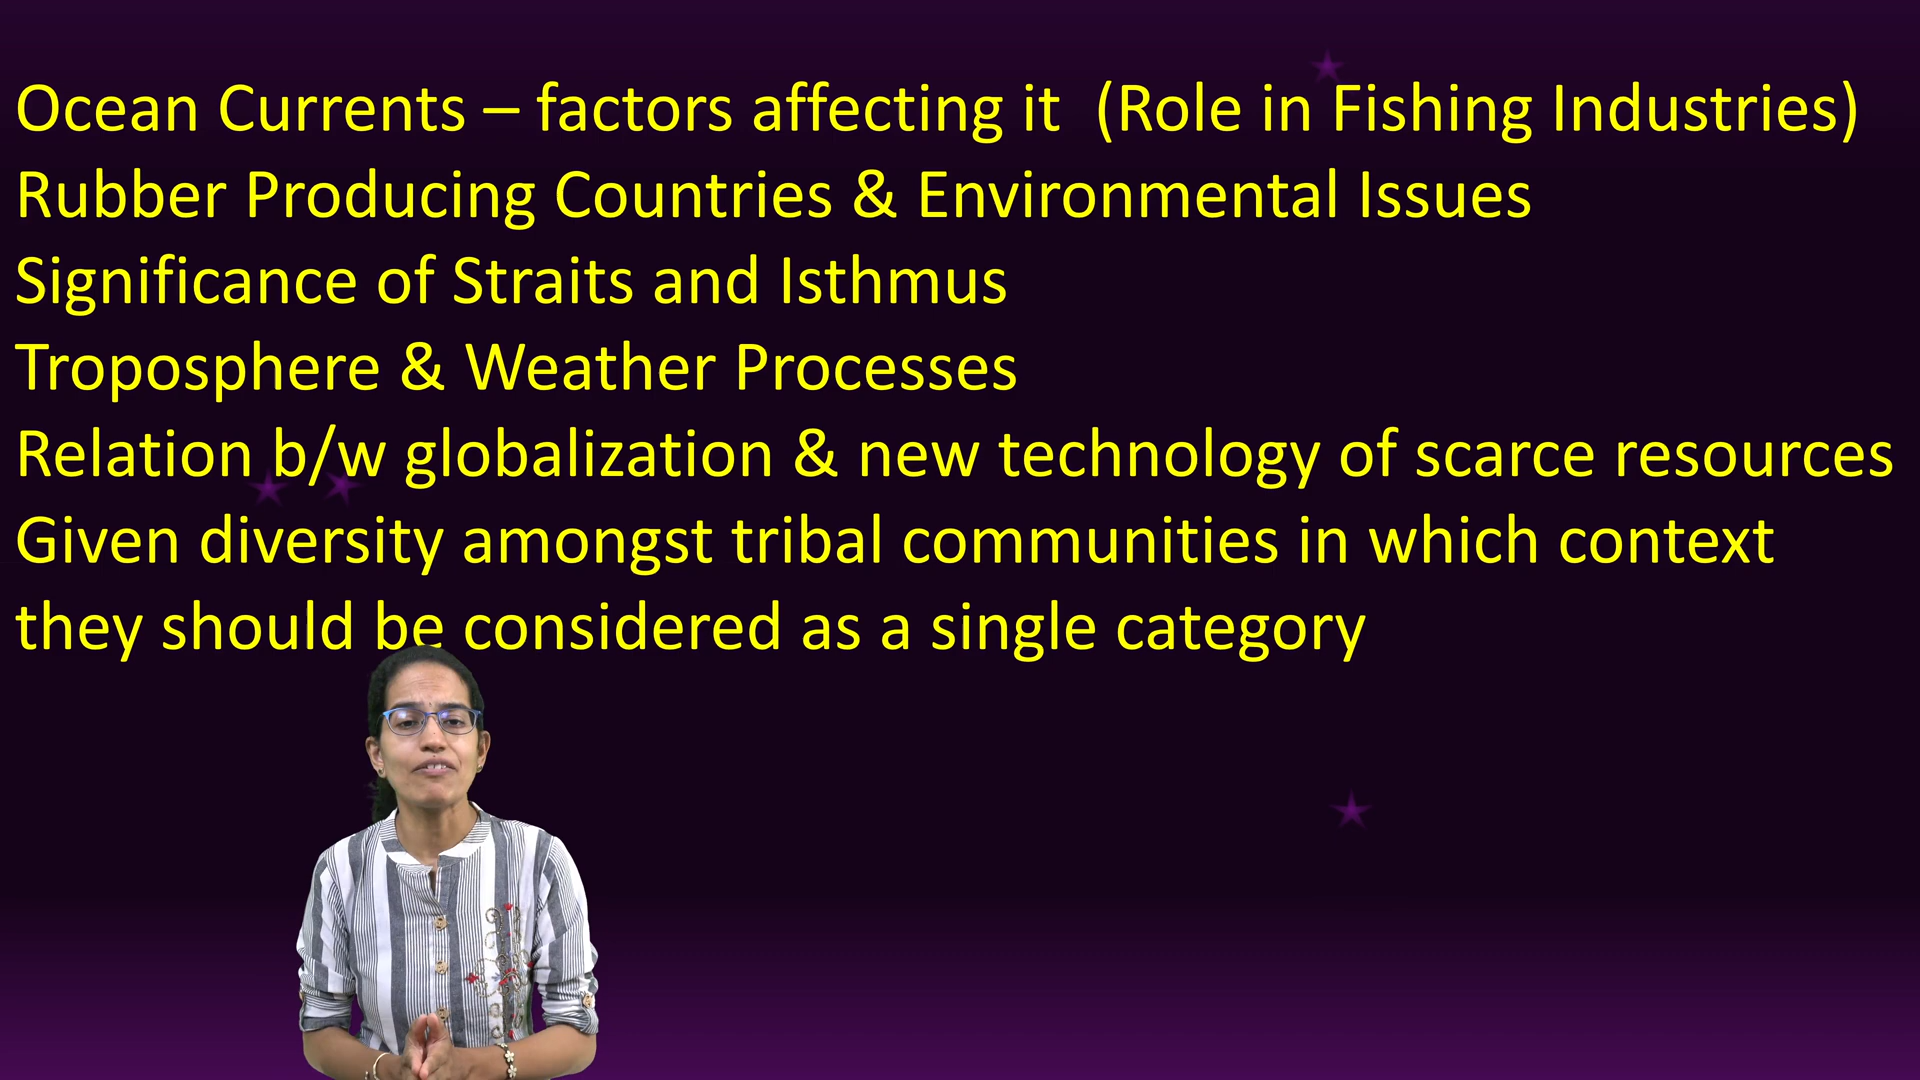 Ocean Currents – factors affecting it  (Role in Fishing Industries)
Rubber Producing Countries & Environmental Issues
Significance of Straits and Isthmus
Troposphere & Weather Processes
Relation b/w globalization & new technology of scarce resources
Given diversity amongst tribal communities in which context
they should be considered as a single category